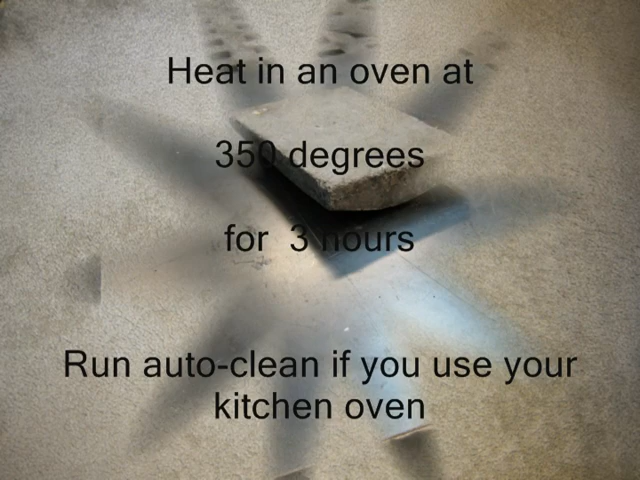 Heat in an oven at
350 degrees
for 3 hours
Run auto-clean if you use your
kitchen oven